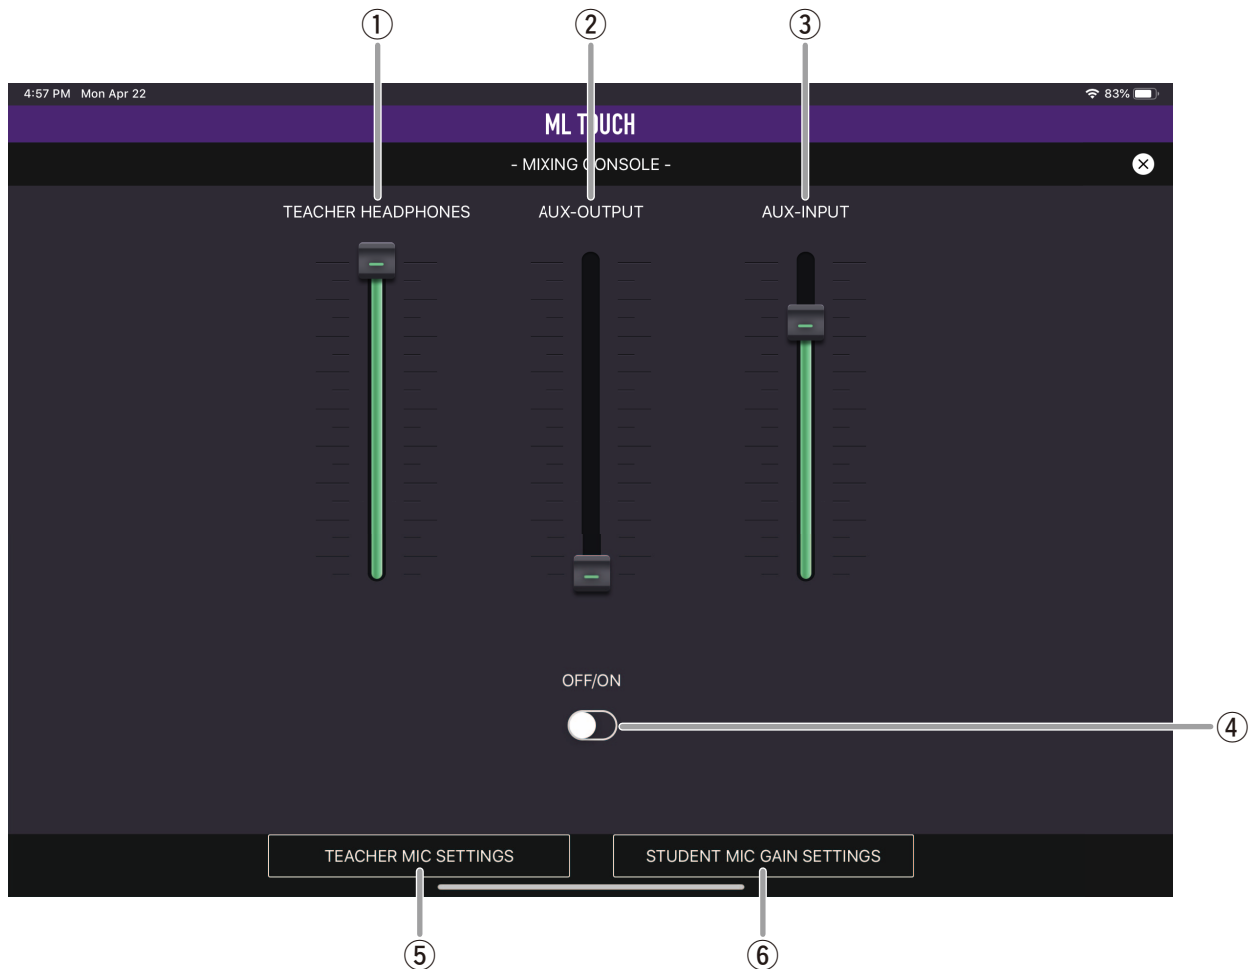 ① ② ③
4:57 PM Mon Apr 22 83%
ML TOUCH
- MIXING CONSOLE -
TEACHER HEADPHONES AUX-OUTPUT AUX-INPUT
OFF/ON
④
TEACHER MIC SETTINGS STUDENT MIC GAIN SETTINGS
⑤ ⑥